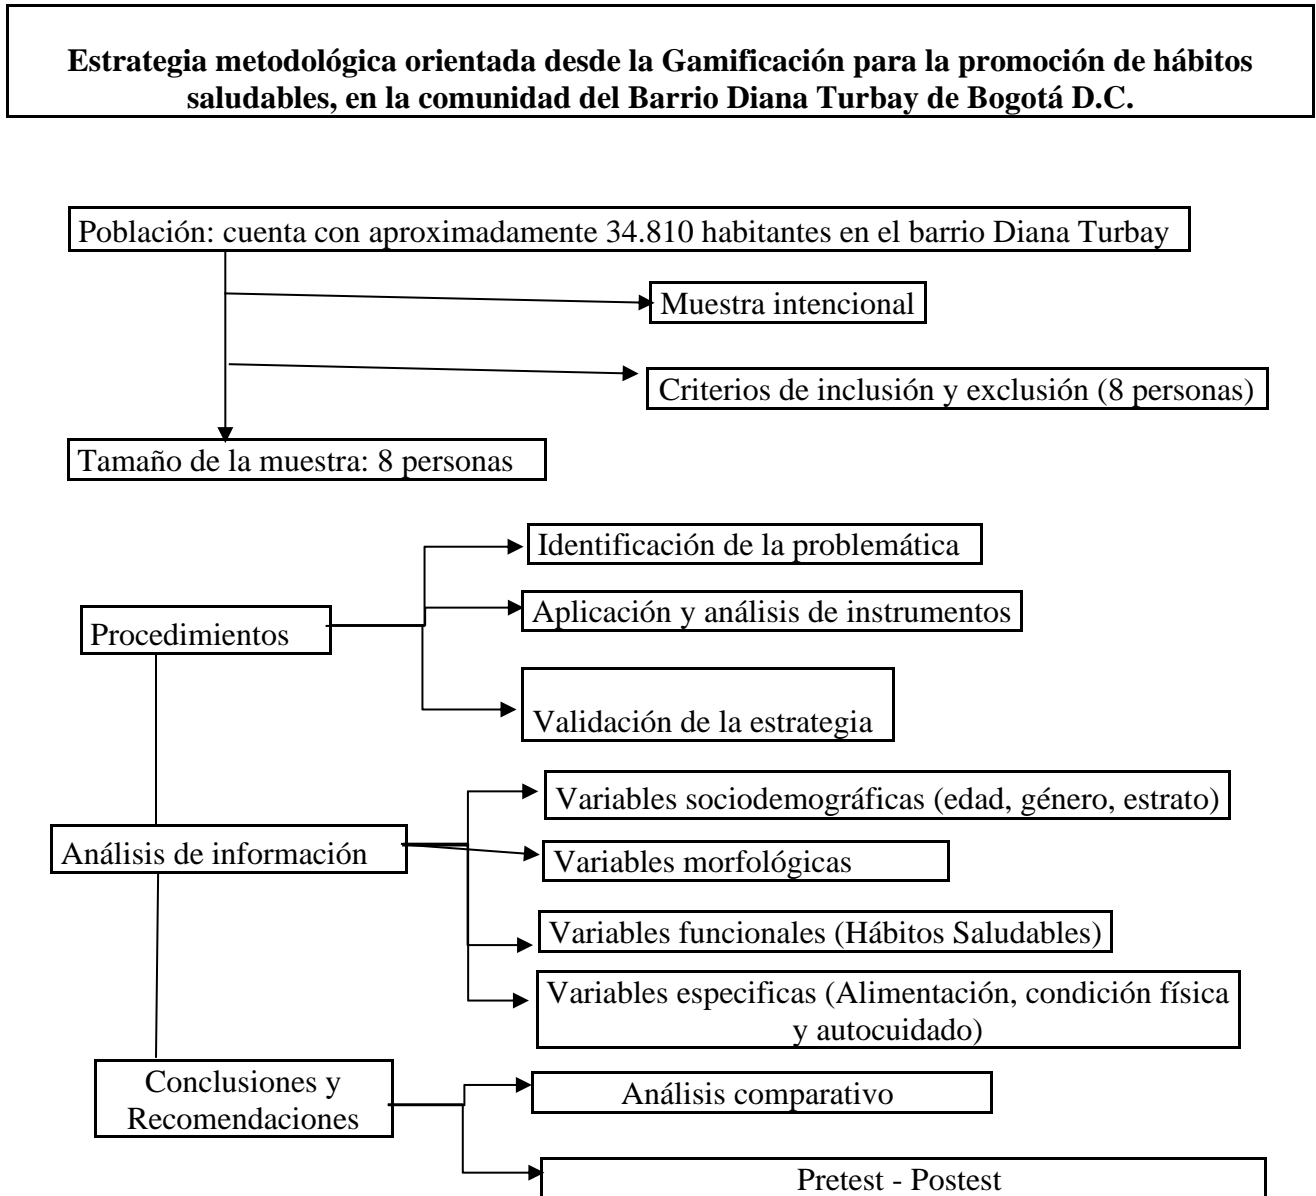 Estrategia metodológica orientada desde la Gamificación para la promoción de hábitos
saludables, en la comunidad del Barrio Diana Turbay de Bogotá D.C.
Población: cuenta con aproximadamente 34.810 habitantes en el barrio Diana Turbay
Muestra intencional
Criterios de inclusión y exclusión (8 personas)
Tamaño de la muestra: 8 personas
Identificación de la problemática
Aplicación y análisis de instrumentos
Procedimientos
Validación de la estrategia
Variables sociodemográficas (edad, género, estrato)
Análisis de información
Variables morfológicas
Variables funcionales (Hábitos Saludables)
Variables especificas (Alimentación, condición física
y autocuidado)
Conclusiones y
Recomendaciones
Análisis comparativo
Pretest - Postest